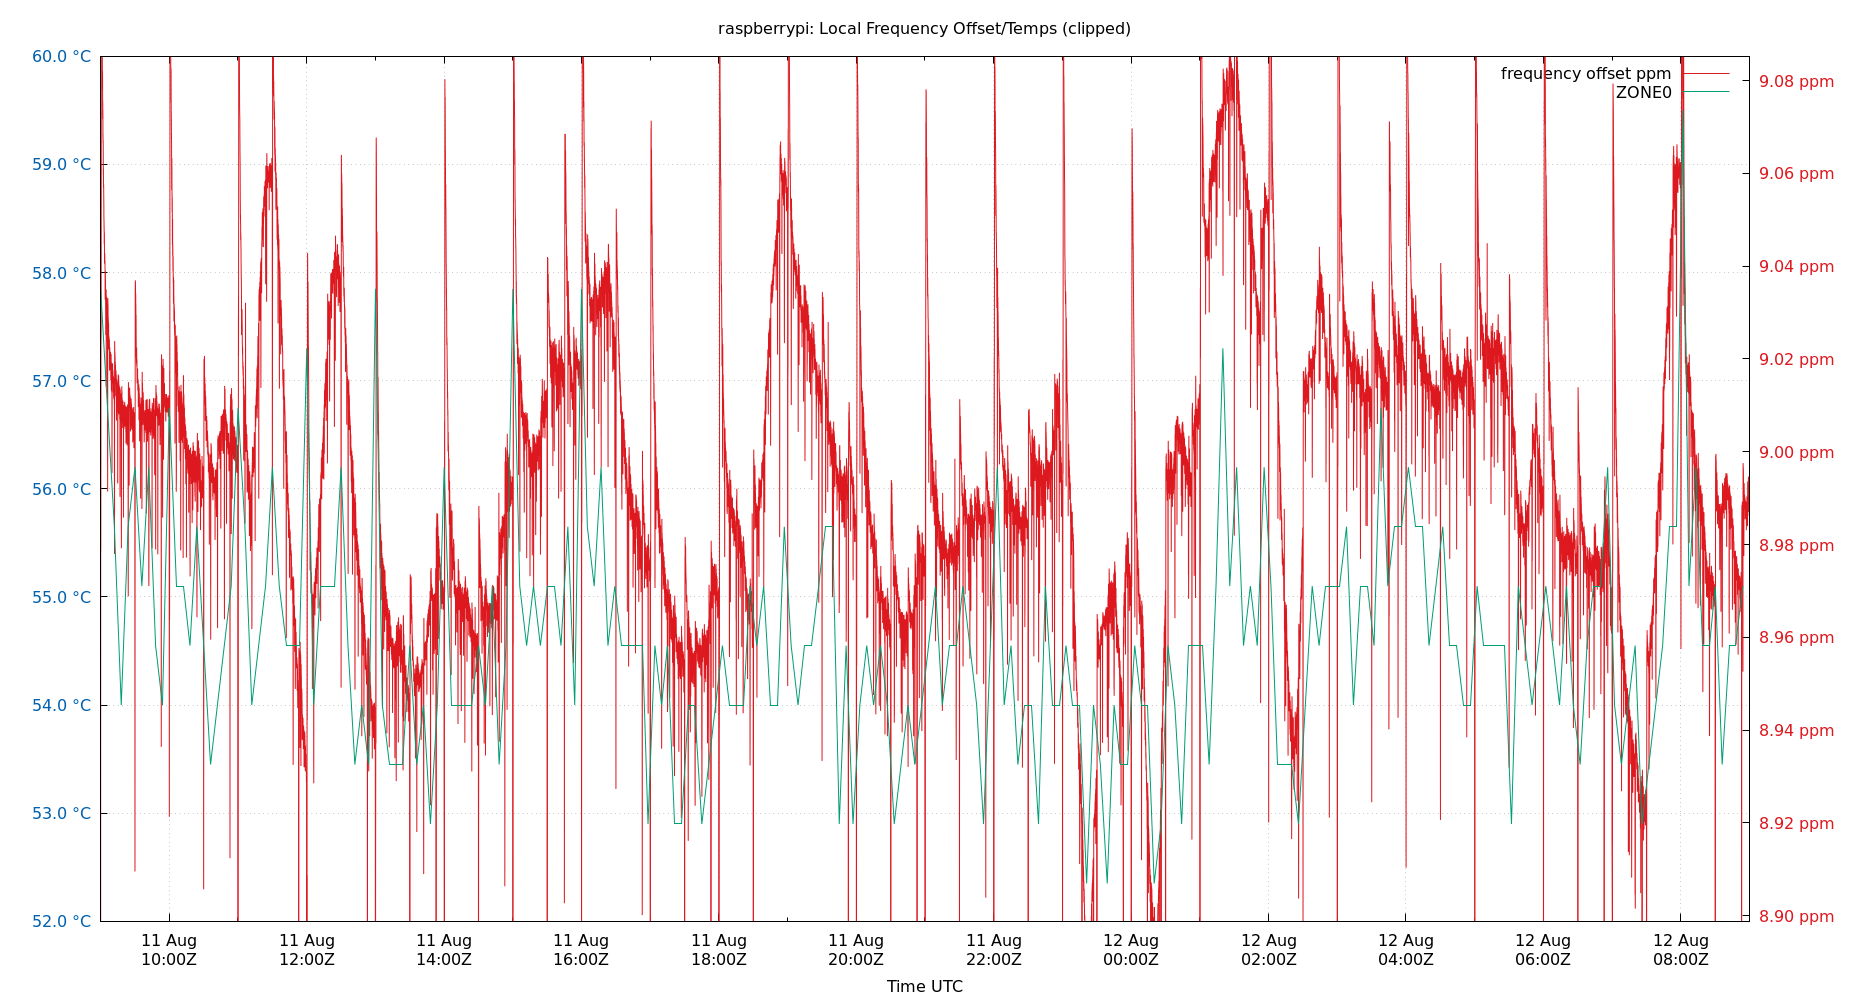 raspberrypi: Local Frequency Offset/Temps (clipped)
frequency offset ppm
ZONE0
60.0 °C
59.0 °C
58.0 °C
57.0 °C
56.0 °C
55.0 °C
54.0 °C
53.0 °C
52.0 °C
9.08 ppm
9.06 ppm
9.04 ppm
9.02 ppm
9.00 ppm
8.98 ppm
8.96 ppm
8.94 ppm
8.92 ppm
8.90 ppm
11 Aug
10:00Z
11 Aug
12:00Z
11 Aug
14:00Z
11 Aug
16:00Z
11 Aug
18:00Z
11 Aug
20:00Z
11 Aug
22:00Z
12 Aug
00:00Z
12 Aug
02:00Z
12 Aug
04:00Z
12 Aug
06:00Z
12 Aug
08:00Z
Time UTC